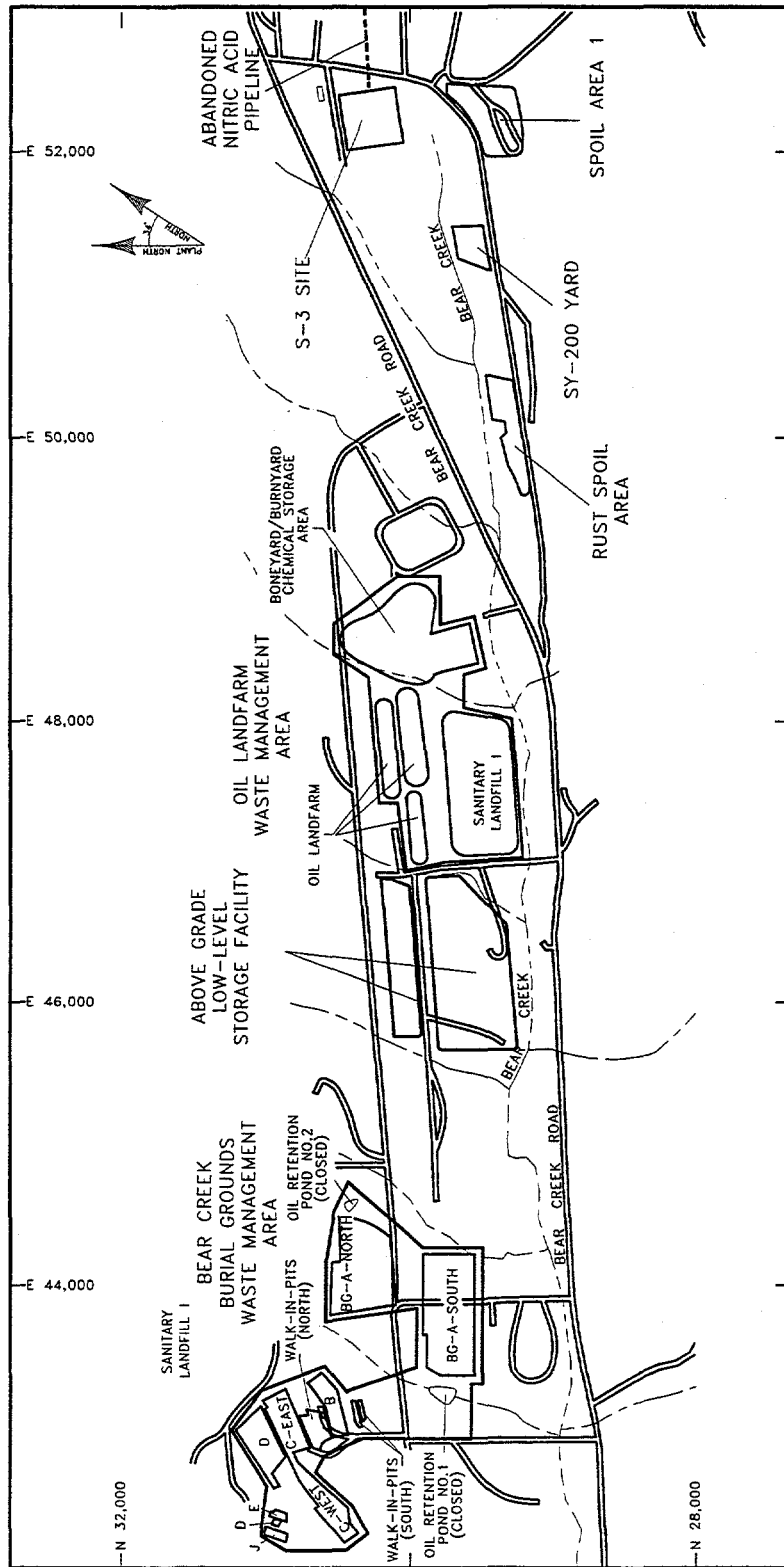 E 52,000
E 50,000
E 48,000
E 46,000
E 44,000
N 32,000
N 28,000
PLANT NORTH
34°
NORTH
ABANDONED
NITRIC ACID
PIPELINE
S-3 SITE
SPOIL AREA 1
SY-200 YARD
RUST SPOIL
AREA
BEAR CREEK
BEAR CREEK ROAD
BONEYARD/BURNYARD
CHEMICAL STORAGE
AREA
OIL LANDFARM
WASTE MANAGEMENT
AREA
OIL LANDFARM
SANITARY
LANDFILL I
ABOVE GRADE
LOW-LEVEL
STORAGE FACILITY
BEAR CREEK
BEAR CREEK ROAD
BEAR CREEK
BURIAL GROUNDS
WASTE MANAGEMENT
AREA
OIL RETENTION
POND NO.2
(CLOSED)
BG-A-NORTH
BG-A-SOUTH
SANITARY
LANDFILL I
WALK-IN-PITS
(NORTH)
C-EAST
B
D
C-WEST
D
E
J
WALK-IN-PITS
(SOUTH)
OIL RETENTION
POND NO.1
(CLOSED)